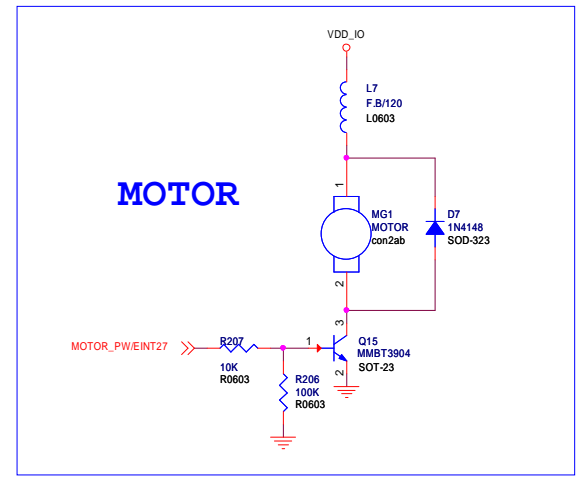 VDD_IO
L7
F.B/120
L0603
MOTOR
1
MG1
MOTOR
con2ab
D7
1N4148
SOD-323
2
3
MOTOR_PW/EINT27
R207
1
Q15
MMBT3904
SOT-23
10K
R0603
R206
100K
R0603
2